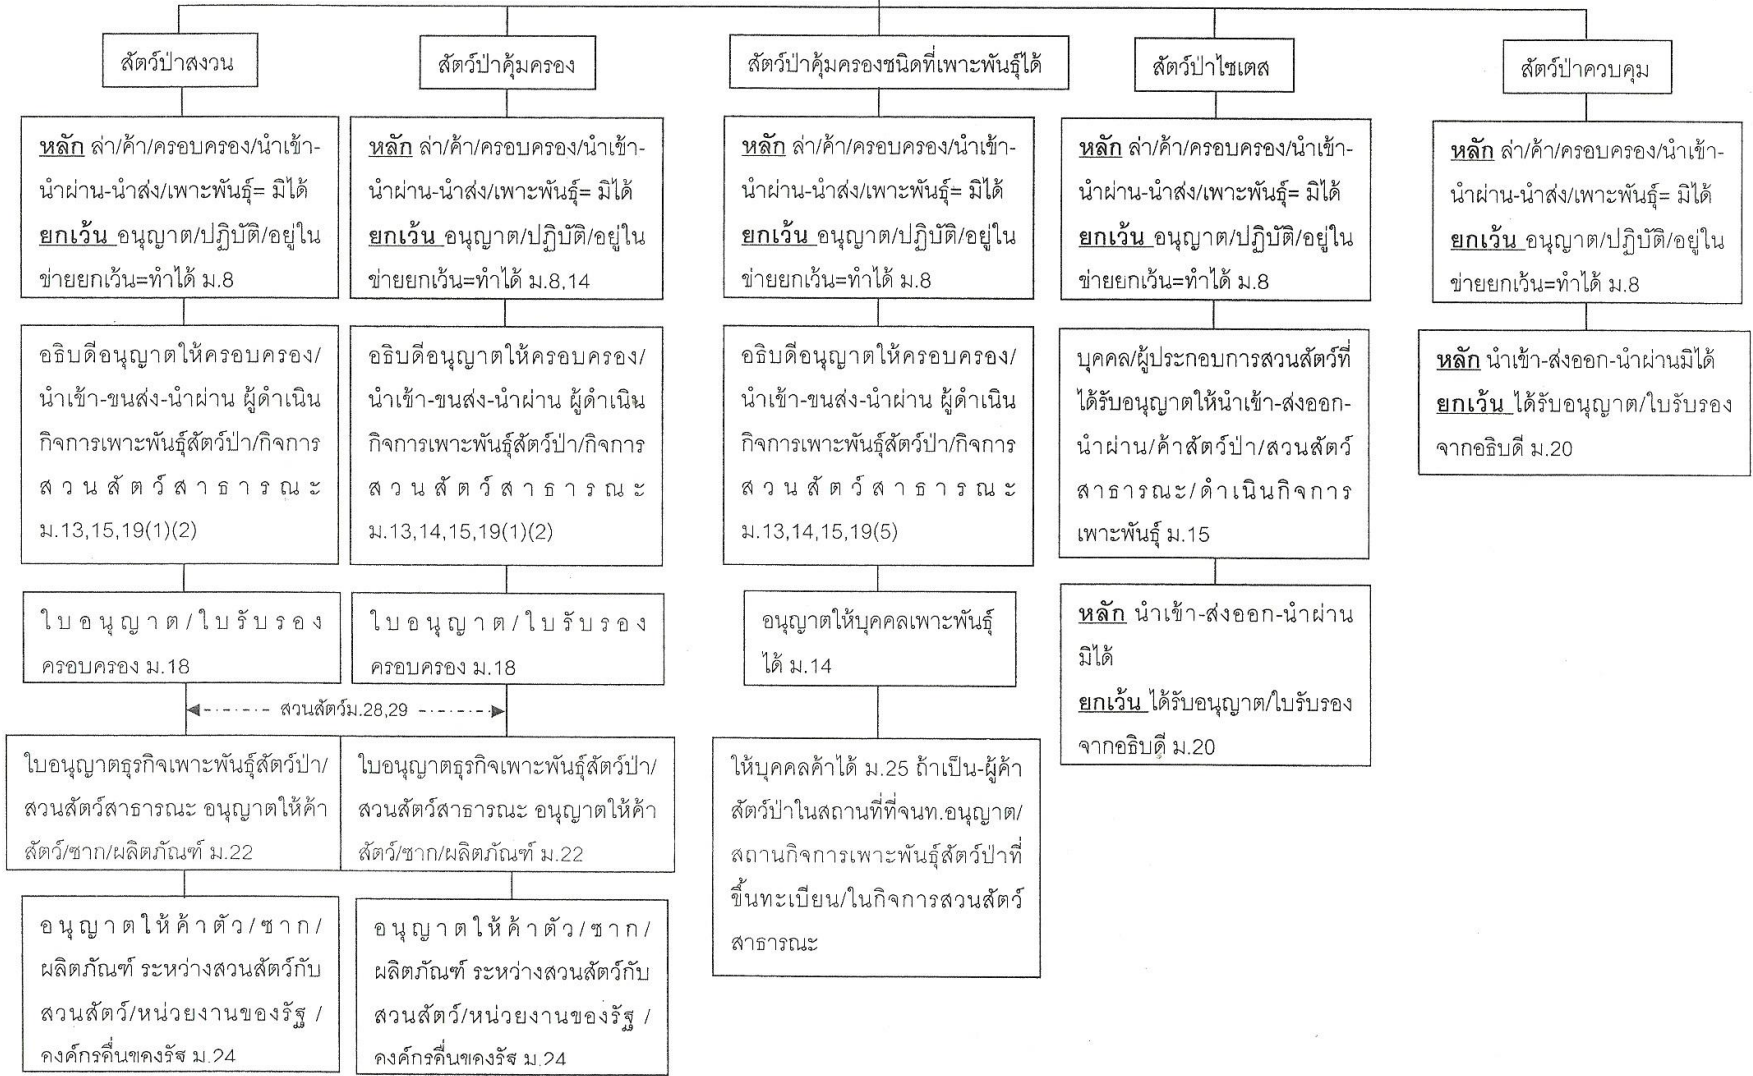 สัตว์ป่าสงวน
สัตว์ป่าคุ้มครอง
สัตว์ป่าคุ้มครองชนิดที่เพาะพันธุ์ได้
สัตว์ป่าไซเตส
สัตว์ป่าควบคุม
หลัก ล่า/ค้า/ครอบครอง/นำเข้า-
นำผ่าน-นำส่ง/เพาะพันธุ์= มิได้
ยกเว้น อนุญาต/ปฏิบัติ/อยู่ใน
ข่ายยกเว้น=ทำได้ ม.8
หลัก ล่า/ค้า/ครอบครอง/นำเข้า-
นำผ่าน-นำส่ง/เพาะพันธุ์= มิได้
ยกเว้น อนุญาต/ปฏิบัติ/อยู่ใน
ข่ายยกเว้น=ทำได้ ม.8,14
หลัก ล่า/ค้า/ครอบครอง/นำเข้า-
นำผ่าน-นำส่ง/เพาะพันธุ์= มิได้
ยกเว้น อนุญาต/ปฏิบัติ/อยู่ใน
ข่ายยกเว้น=ทำได้ ม.8
หลัก ล่า/ค้า/ครอบครอง/นำเข้า-
นำผ่าน-นำส่ง/เพาะพันธุ์= มิได้
ยกเว้น อนุญาต/ปฏิบัติ/อยู่ใน
ข่ายยกเว้น=ทำได้ ม.8
หลัก ล่า/ค้า/ครอบครอง/นำเข้า-
นำผ่าน-นำส่ง/เพาะพันธุ์= มิได้
ยกเว้น อนุญาต/ปฏิบัติ/อยู่ใน
ข่ายยกเว้น=ทำได้ ม.8
อธิบดีอนุญาตให้ครอบครอง/
นำเข้า-ขนส่ง-นำผ่าน ผู้ดำเนิน
กิจการเพาะพันธุ์สัตว์ป่า/กิจการ
สวนสัตว์สาธารณะ
ม.13,15,19(1)(2)
อธิบดีอนุญาตให้ครอบครอง/
นำเข้า-ขนส่ง-นำผ่าน ผู้ดำเนิน
กิจการเพาะพันธุ์สัตว์ป่า/กิจการ
สวนสัตว์สาธารณะ
ม.13,14,15,19(1)(2)
อธิบดีอนุญาตให้ครอบครอง/
นำเข้า-ขนส่ง-นำผ่าน ผู้ดำเนิน
กิจการเพาะพันธุ์สัตว์ป่า/กิจการ
สวนสัตว์สาธารณะ
ม.13,14,15,19(5)
บุคคล/ผู้ประกอบการสวนสัตว์ที่
ได้รับอนุญาตให้นำเข้า-ส่งออก-
นำผ่าน/ค้าสัตว์ป่า/สวนสัตว์
สาธารณะ/ดำเนินกิจการ
เพาะพันธุ์ ม.15
หลัก นำเข้า-ส่งออก-นำผ่านมิได้
ยกเว้น ได้รับอนุญาต/ใบรับรอง
จากอธิบดี ม.20
ใบอนุญาต/ใบรับรอง
ครอบครอง ม.18
ใบอนุญาต/ใบรับรอง
ครอบครอง ม.18
อนุญาตให้บุคคลเพาะพันธุ์
ได้ ม.14
หลัก นำเข้า-ส่งออก-นำผ่าน
มิได้
ยกเว้น ได้รับอนุญาต/ใบรับรอง
จากอธิบดี ม.20
สวนสัตว์ม.28,29
ใบอนุญาตธุรกิจเพาะพันธุ์สัตว์ป่า/
สวนสัตว์สาธารณะ อนุญาตให้ค้า
สัตว์/ซาก/ผลิตภัณฑ์ ม.22
ใบอนุญาตธุรกิจเพาะพันธุ์สัตว์ป่า/
สวนสัตว์สาธารณะ อนุญาตให้ค้า
สัตว์/ซาก/ผลิตภัณฑ์ ม.22
ให้บุคคลค้าได้ ม.25 ถ้าเป็น-ผู้ค้า
สัตว์ป่าในสถานที่ที่จนท.อนุญาต/
สถานกิจการเพาะพันธุ์สัตว์ป่าที่
ขึ้นทะเบียน/ในกิจการสวนสัตว์
สาธารณะ
อนุญาตให้ค้าตัว/ซาก/
ผลิตภัณฑ์ ระหว่างสวนสัตว์กับ
สวนสัตว์/หน่วยงานของรัฐ /
องค์กรอื่นของรัฐ ม.24
อนุญาตให้ค้าตัว/ซาก/
ผลิตภัณฑ์ ระหว่างสวนสัตว์กับ
สวนสัตว์/หน่วยงานของรัฐ /
องค์กรอื่นของรัฐ ม.24